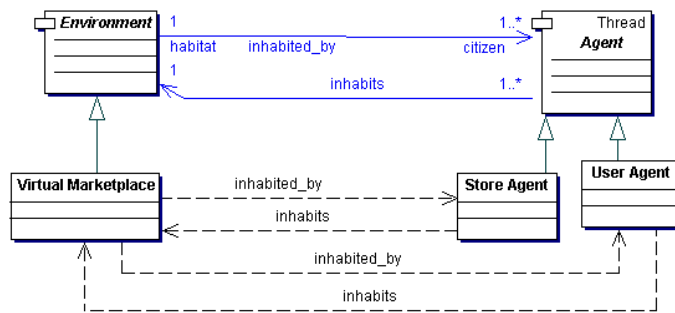 Environment
1
1..*
Thread
Agent
habitat
inhabited_by
citizen
1
inhabits
1..*
Virtual Marketplace
inhabited_by
Store Agent
User Agent
inhabits
inhabited_by
inhabits